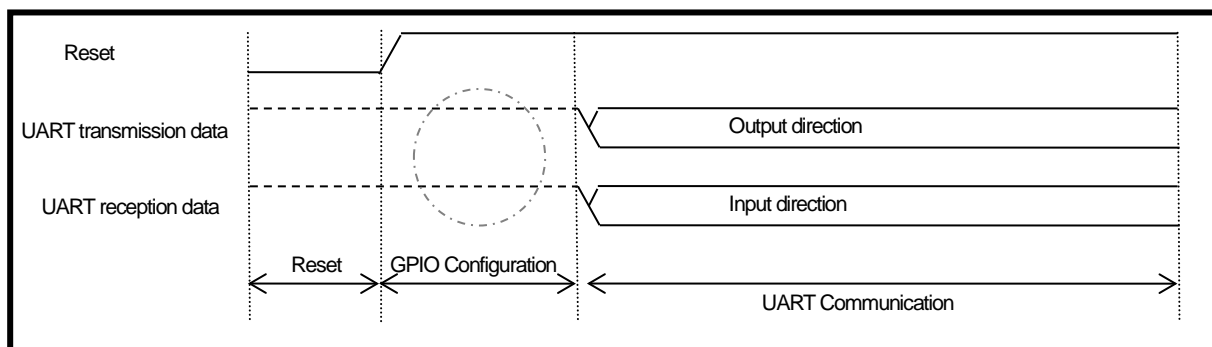 Reset
UART transmission data
Output direction
UART reception data
Input direction
Reset
GPIO Configuration
UART Communication